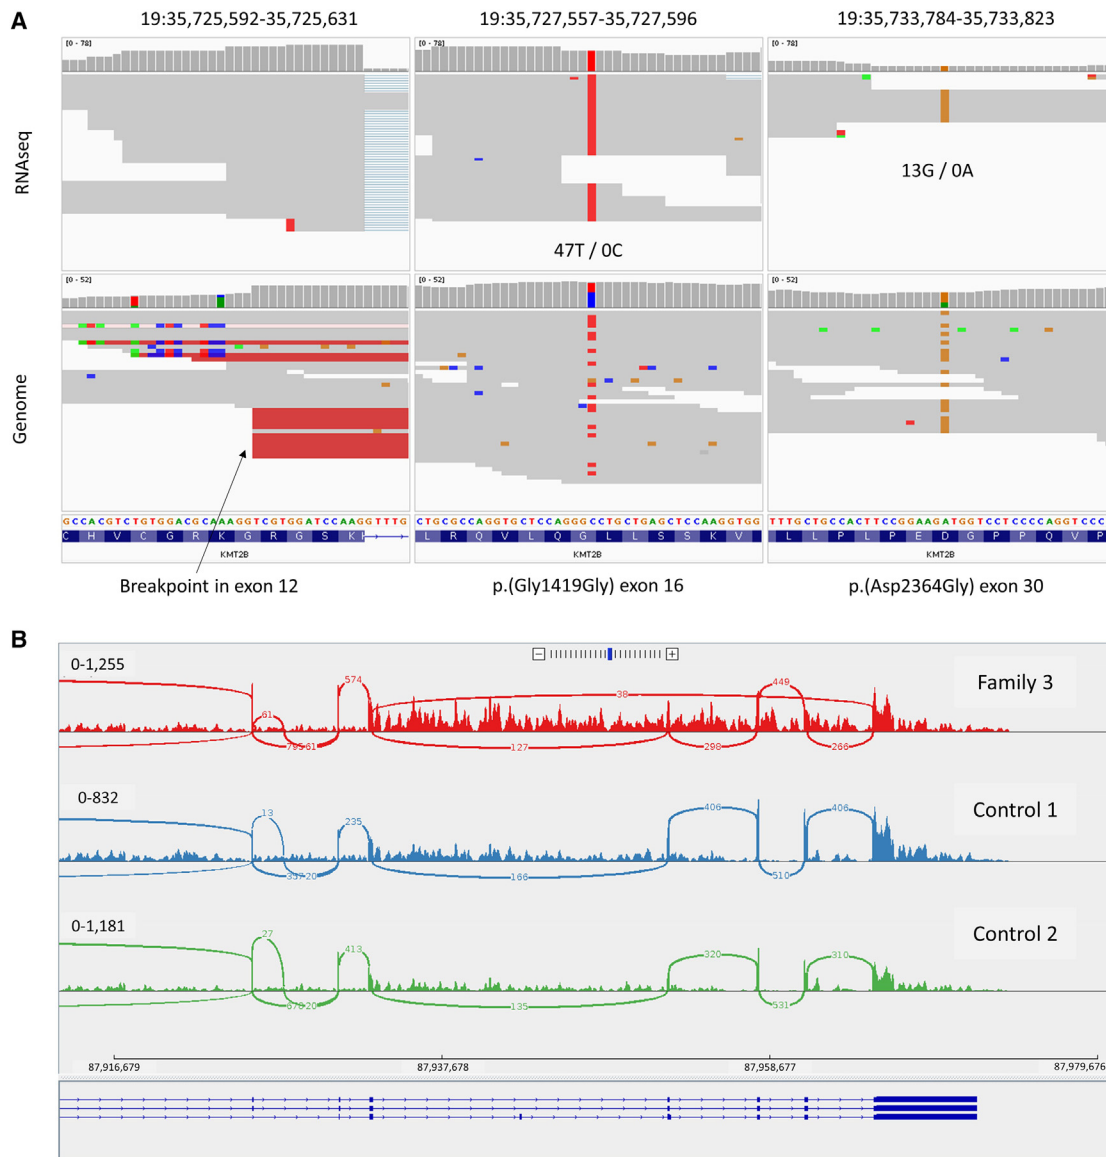 A
19:35,725,592-35,725,631
19:35,727,557-35,727,596
19:35,733,784-35,733,823
[0 - 78]
[0 - 78]
[0 - 78]
RNAseq
47T / 0C
13G / 0A
[0 - 52]
[0 - 52]
[0 - 52]
Genome
GCCACGTCTGTGGACGCAAAGGTCGTGGATCCAAGGTTTG
CTGCGCCAGGTGCTCCAGGGCCTGCTGAGCTCCAAGGTGG
TTTGCTGCCACTTCCGGAAGATGGTCCTCCCCAGGTCCC
C H V C G R K G R G S K
L R Q V L Q G L L S S K V
L L P L P E D G P P Q V P
KMT2B
KMT2B
KMT2B
Breakpoint in exon 12
p.(Gly1419Gly) exon 16
p.(Asp2364Gly) exon 30
B
0-1,255
Family 3
61
574
38
449
127
298
266
0-832
Control 1
13
235
406
406
166
510
0-1,181
Control 2
27
413
320
310
135
531
87,916,679
87,937,678
87,958,677
87,979,676